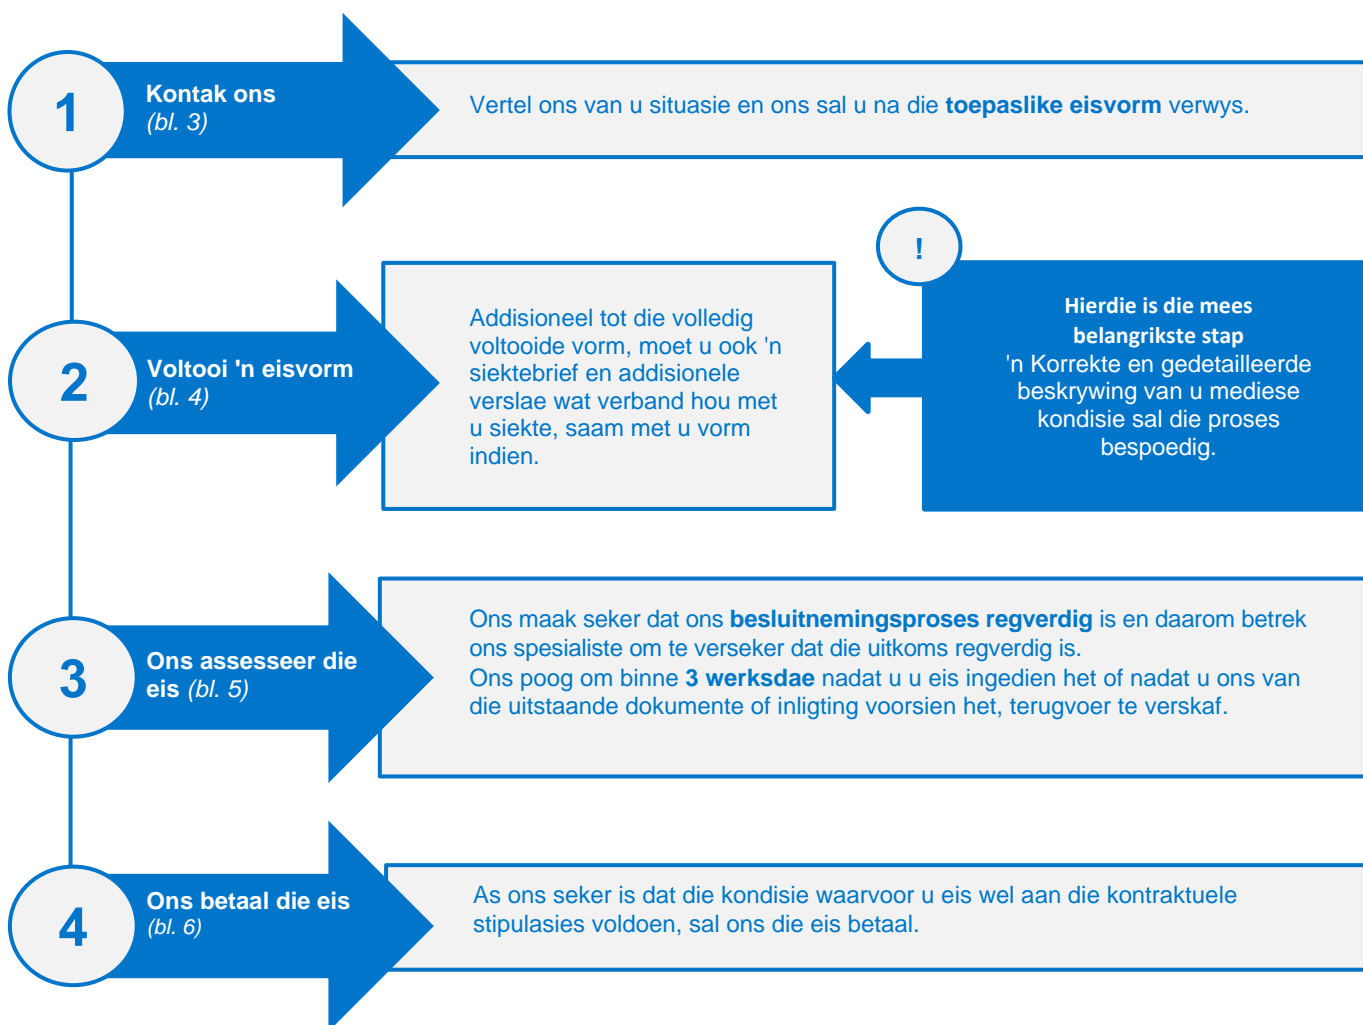 1
Kontak ons
(bl. 3)
Vertel ons van u situasie en ons sal u na die toepaslike eisvorm verwys.
2
Voltooi 'n eisvorm
(bl. 4)
Addisioneel tot die volledig
voltooide vorm, moet u ook 'n
siektebrief en addisionele
verslae wat verband hou met
u siekte, saam met u vorm
indien.
!
Hierdie is die mees
belangrikste stap
'n Korrekte en gedetailleerde
beskrywing van u mediese
kondisie sal die proses
bespoedig.
3
Ons assesseer die
eis (bl. 5)
Ons maak seker dat ons besluitnemingsproses regverdig is en daarom betrek
ons spesialiste om te verseker dat die uitkoms regverdig is.
Ons poog om binne 3 werksdae nadat u u eis ingedien het of nadat u ons van
die uitstaande dokumente of inligting voorsien het, terugvoer te verskaf.
4
Ons betaal die eis
(bl. 6)
As ons seker is dat die kondisie waarvoor u eis wel aan die kontraktuele
stipulasies voldoen, sal ons die eis betaal.